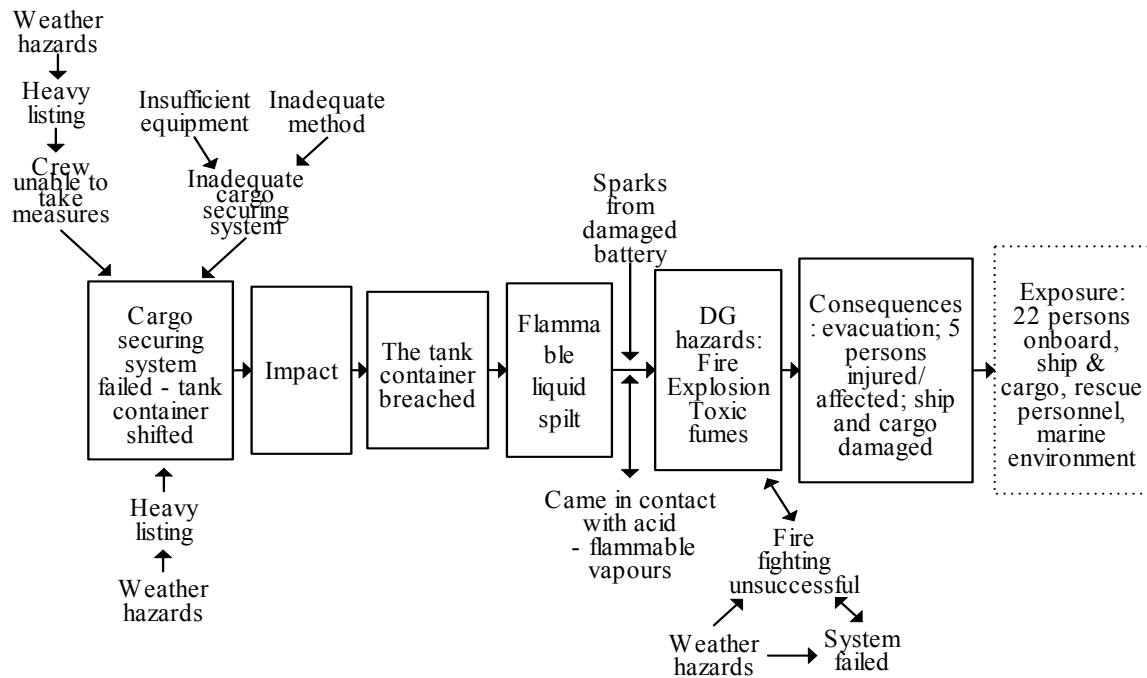 Weather
hazards
Heavy
listing
Crew
unable to
take
measures
Insufficient
equipment
Inadequate
method
Inadequate
cargo
securing
system
Sparks
from
damaged
battery
Cargo
securing
system
failed - tank
container
shifted
Impact
The tank
container
breached
Flamma
ble
liquid
spilt
DG
hazards:
Fire
Explosion
Toxic
fumes
Consequences
: evacuation; 5
persons
injured/
affected; ship
and cargo
damaged
Exposure:
22 persons
onboard,
ship &
cargo, rescue
personnel,
marine
environment
Heavy
listing
Weather
hazards
Came in contact
with acid
- flammable
vapours
Fire
fighting
unsuccessful
Weather
hazards
System
failed